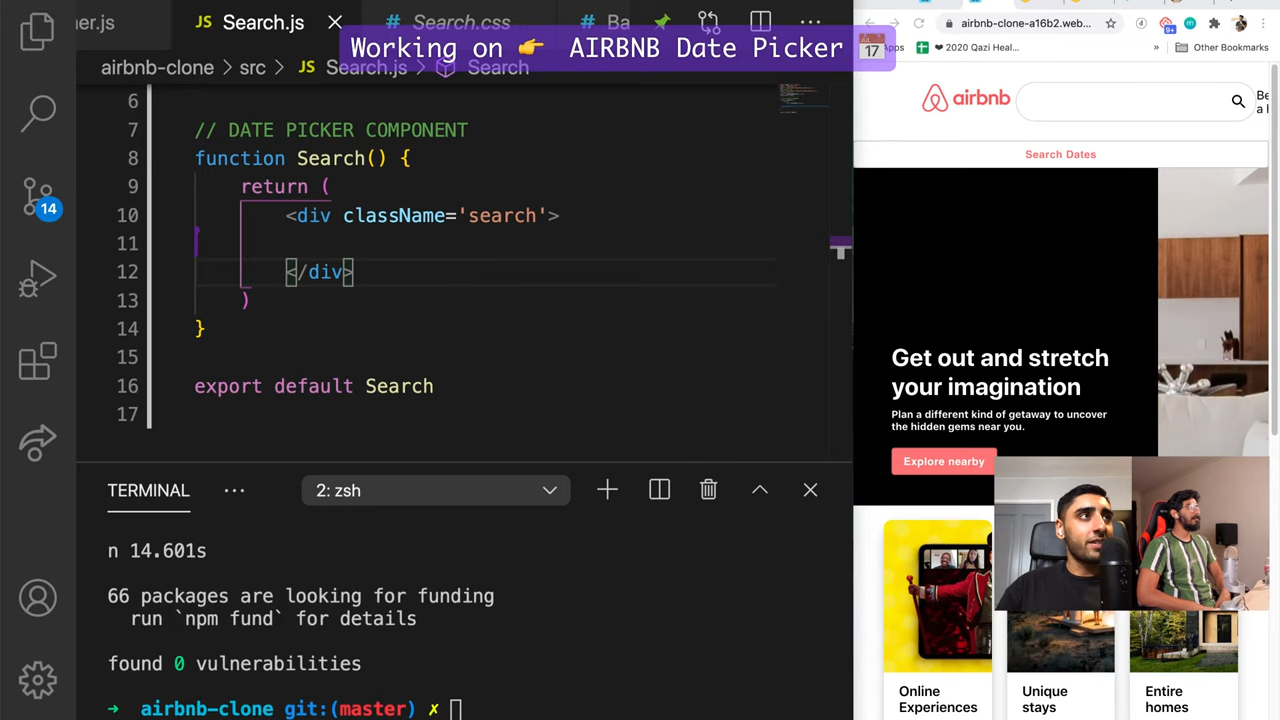 er.js
JS Search.js
# Search.css
# Ba
Working on 👉 AIRBNB Date Picker
17
airbnb-clone > src > JS Search.js > Search
6
7 // DATE PICKER COMPONENT
8 function Search() {
9 return (
10 <div className='search'>
11
12 </div>
13 )
14 }
15
16 export default Search
17
14
TERMINAL
2: zsh
n 14.601s
66 packages are looking for funding
run `npm fund` for details
found 0 vulnerabilities
→ airbnb-clone git:(master) ✗
airbnb-clone-a16b2.web...
9+
Apps
❤ 2020 Qazi Heal...
»
Other Bookmarks
airbnb
Be
a l
Search Dates
Get out and stretch
your imagination
Plan a different kind of getaway to uncover
the hidden gems near you.
Explore nearby
Online
Experiences
Unique
stays
Entire
homes